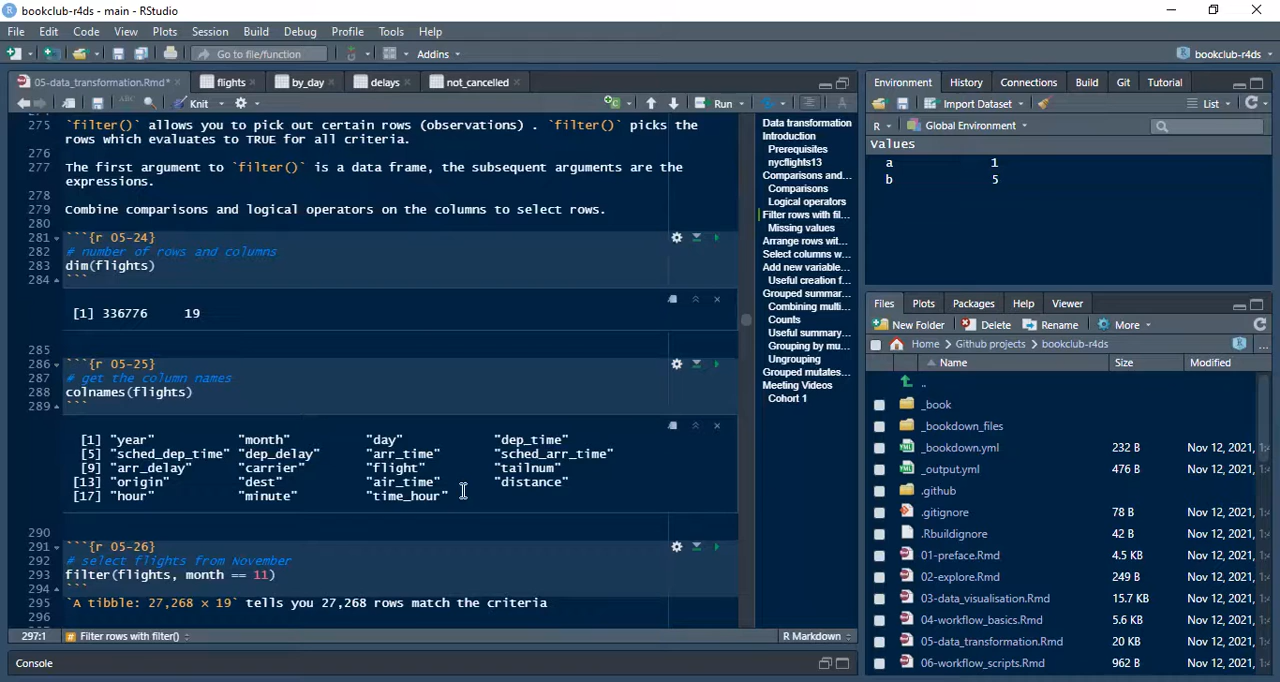 bookclub-r4ds - main - RStudio
File Edit Code View Plots Session Build Debug Profile Tools Help
Go to file/function Addins bookclub-r4ds
05-data_transformation.Rmd* flights by_day delays not_cancelled
Knit Run
275 `filter()` allows you to pick out certain rows (observations) . `filter()` picks the
rows which evaluates to TRUE for all criteria.
276
277 The first argument to `filter()` is a data frame, the subsequent arguments are the
expressions.
278
279 Combine comparisons and logical operators on the columns to select rows.
280
281 ```{r 05-24}
282 # number of rows and columns
283 dim(flights)
284 ```
[1] 336776 19
285
286 ```{r 05-25}
287 # get the column names
288 colnames(flights)
289 ```
[1] "year" "month" "day" "dep_time"
[5] "sched_dep_time" "dep_delay" "arr_time" "sched_arr_time"
[9] "arr_delay" "carrier" "flight" "tailnum"
[13] "origin" "dest" "air_time" "distance"
[17] "hour" "minute" "time_hour"
290
291 ```{r 05-26}
292 # select flights from November
293 filter(flights, month == 11)
294 ```
295 `A tibble: 27,268 x 19` tells you 27,268 rows match the criteria
296
297:1 Filter rows with filter() R Markdown
Console
Data transformation
Introduction
Prerequisites
nycflights13
Comparisons and...
Comparisons
Logical operators
Filter rows with fil...
Missing values
Arrange rows wit...
Select columns w...
Add new variable...
Useful creation f...
Grouped summar...
Combining multi...
Counts
Useful summary...
Grouping by mu...
Ungrouping
Grouped mutates...
Meeting Videos
Cohort 1
Environment History Connections Build Git Tutorial
Import Dataset List
R Global Environment
Values
a 1
b 5
Files Plots Packages Help Viewer
New Folder Delete Rename More
Home Github projects bookclub-r4ds
Name Size Modified
..
_book
_bookdown_files
_bookdown.yml 232 B Nov 12, 2021,
_output.yml 476 B Nov 12, 2021,
.github
.gitignore 78 B Nov 12, 2021,
.Rbuildignore 42 B Nov 12, 2021,
01-preface.Rmd 4.5 KB Nov 12, 2021,
02-explore.Rmd 249 B Nov 12, 2021,
03-data_visualisation.Rmd 15.7 KB Nov 12, 2021,
04-workflow_basics.Rmd 5.6 KB Nov 12, 2021,
05-data_transformation.Rmd 20 KB Nov 12, 2021,
06-workflow_scripts.Rmd 962 B Nov 12, 2021,